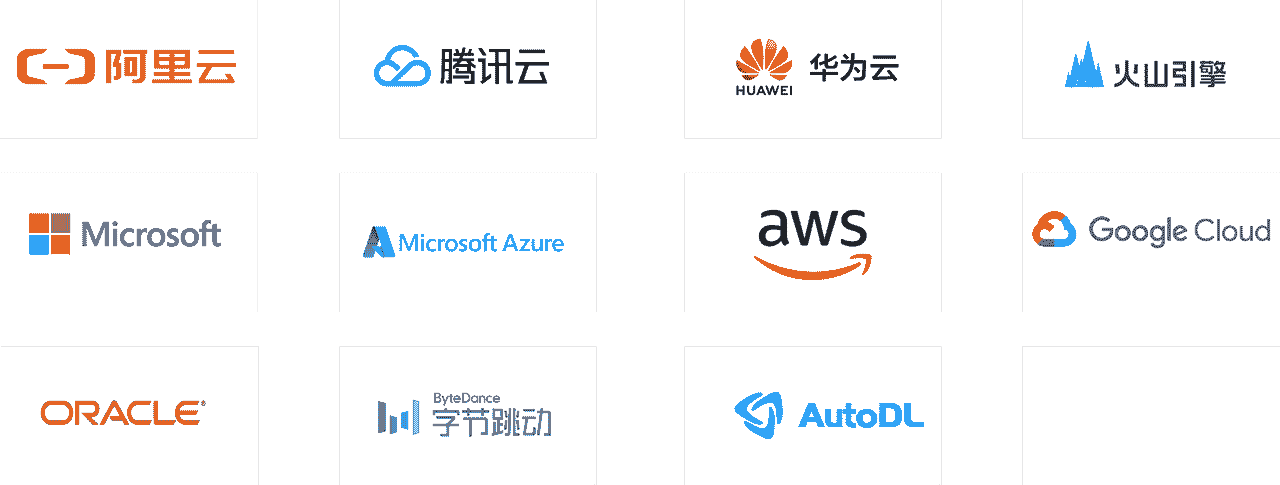 阿里云
腾讯云
HUAWEI
华为云
火山引擎
Microsoft
Microsoft Azure
aws
Google Cloud
ORACLE®
ByteDance
字节跳动
AutoDL